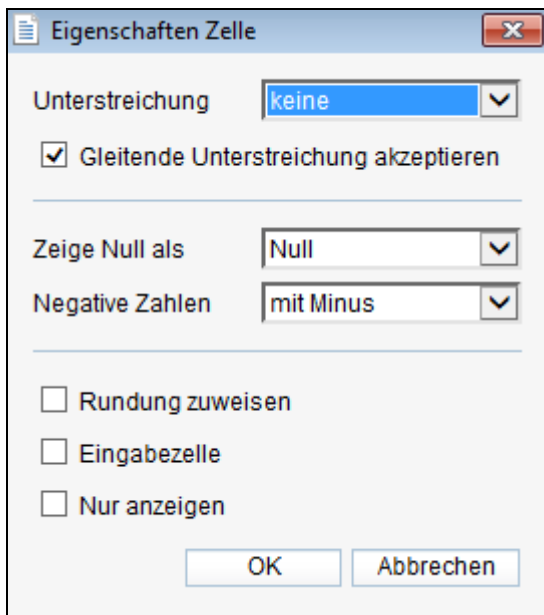 Eigenschaften Zelle
Unterstreichung keine
Gleitende Unterstreichung akzeptieren
Zeige Null als Null
Negative Zahlen mit Minus
Rundung zuweisen
Eingabezelle
Nur anzeigen
OK Abbrechen